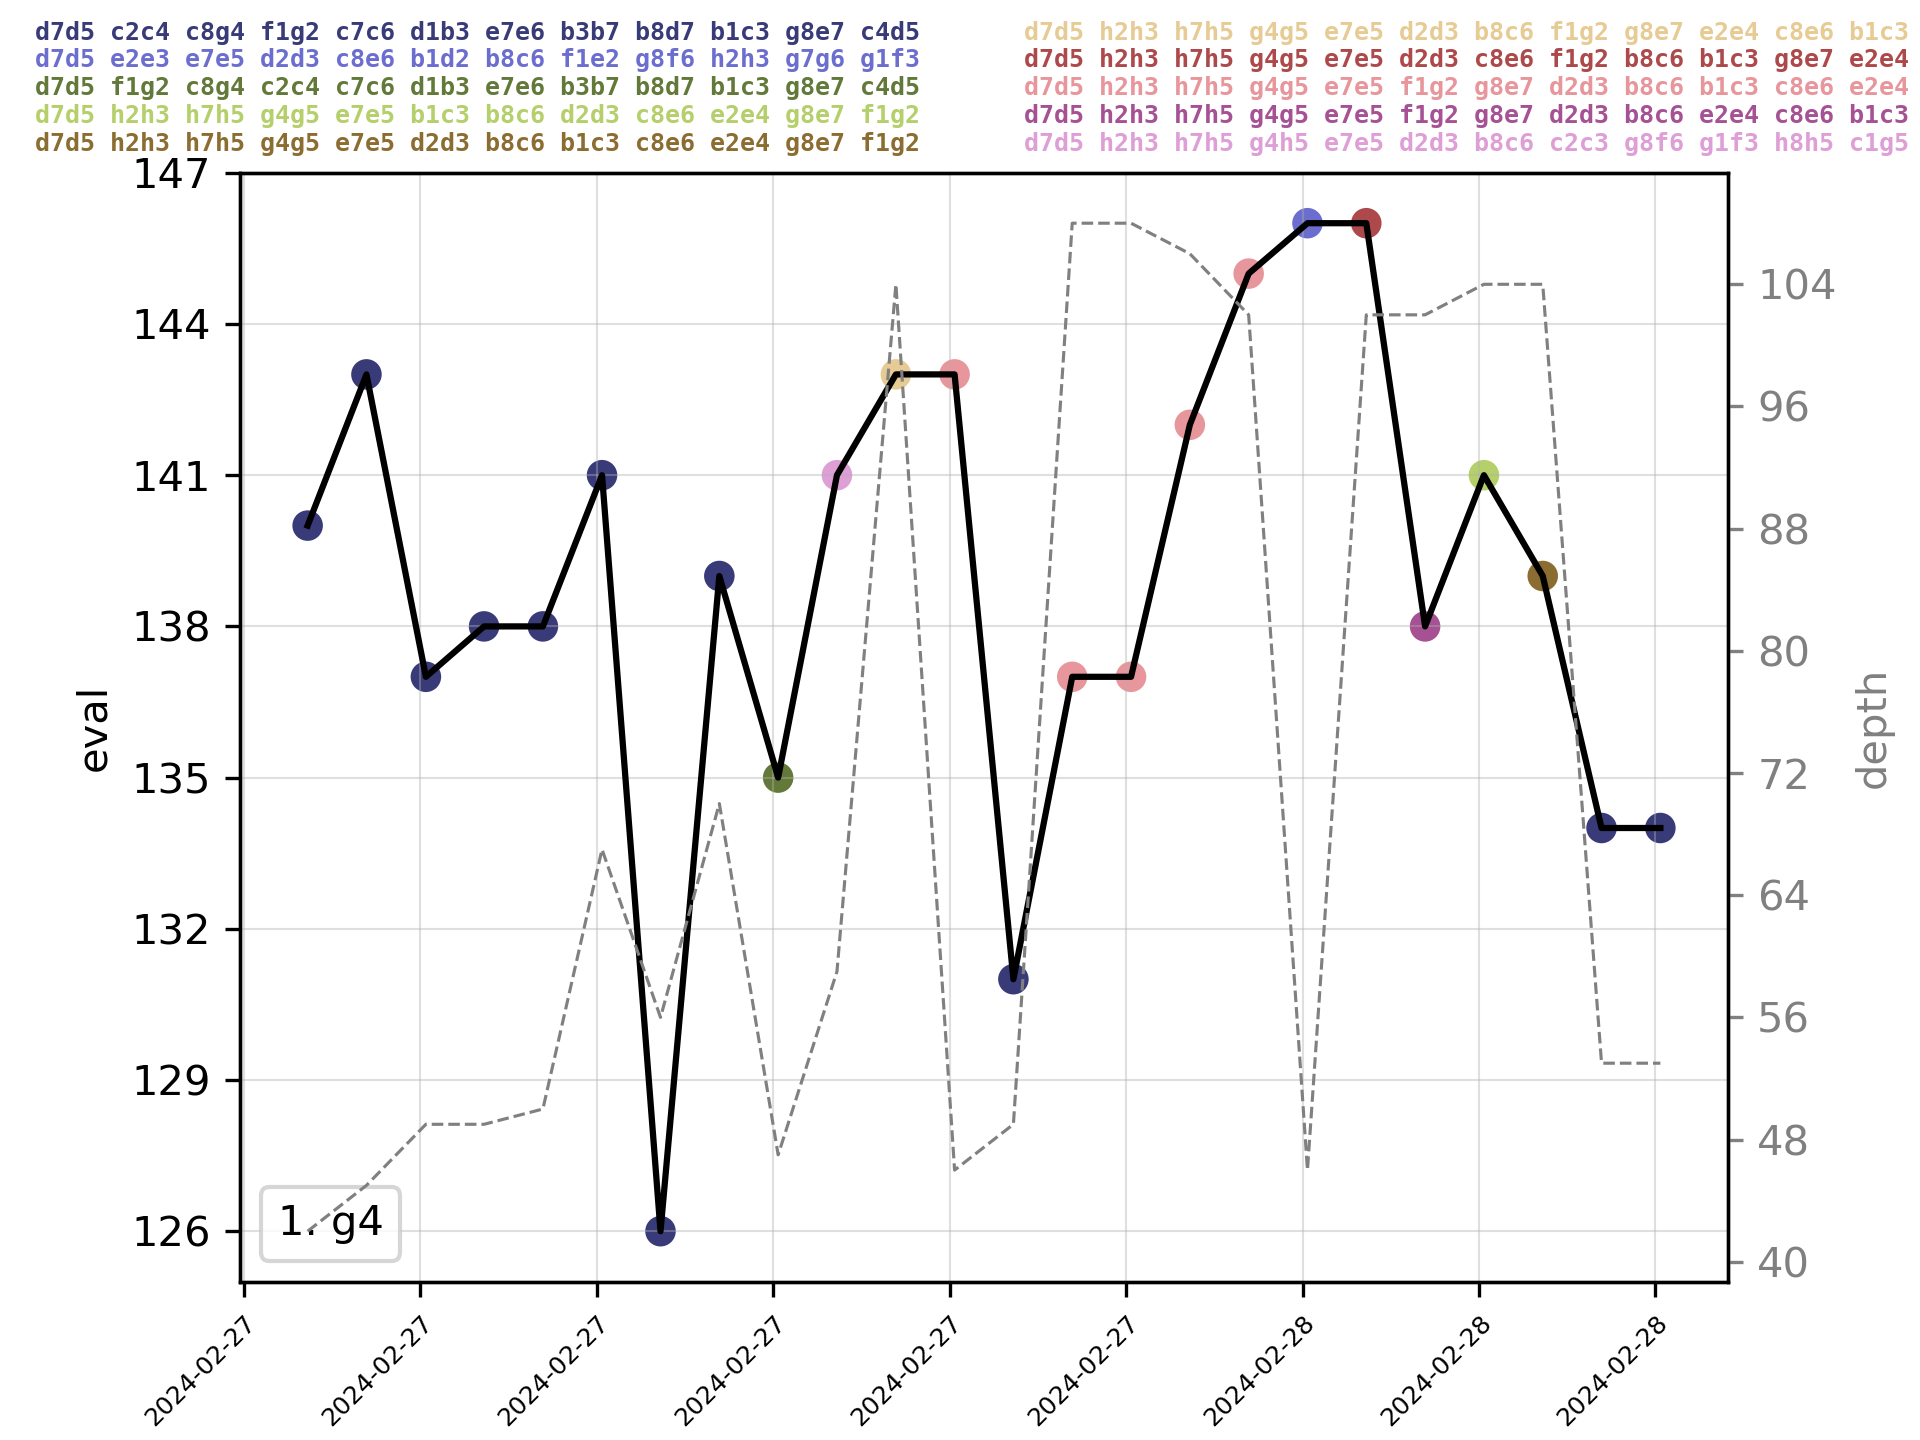 d7d5 c2c4 c8g4 f1g2 c7c6 d1b3 e7e6 b3b7 b8d7 b1c3 g8e7 c4d5
d7d5 e2e3 e7e5 d2d3 c8e6 b1d2 b8c6 f1e2 g8f6 h2h3 g7g6 g1f3
d7d5 f1g2 c8g4 c2c4 c7c6 d1b3 e7e6 b3b7 b8d7 b1c3 g8e7 c4d5
d7d5 h2h3 h7h5 g4g5 e7e5 b1c3 b8c6 d2d3 c8e6 e2e4 g8e7 f1g2
d7d5 h2h3 h7h5 g4g5 e7e5 d2d3 b8c6 b1c3 c8e6 e2e4 g8e7 f1g2
d7d5 h2h3 h7h5 g4g5 e7e5 d2d3 b8c6 f1g2 g8e7 e2e4 c8e6 b1c3
d7d5 h2h3 h7h5 g4g5 e7e5 d2d3 c8e6 f1g2 b8c6 b1c3 g8e7 e2e4
d7d5 h2h3 h7h5 g4g5 e7e5 f1g2 g8e7 d2d3 b8c6 b1c3 c8e6 e2e4
d7d5 h2h3 h7h5 g4g5 e7e5 f1g2 g8e7 d2d3 b8c6 e2e4 c8e6 b1c3
d7d5 h2h3 h7h5 g4h5 e7e5 d2d3 b8c6 c2c3 g8f6 g1f3 h8h5 c1g5
147
144
141
138
135
132
129
126
eval
104
96
88
80
72
64
56
48
40
depth
1. g4
2024-02-27
2024-02-27
2024-02-27
2024-02-27
2024-02-27
2024-02-27
2024-02-28
2024-02-28
2024-02-28